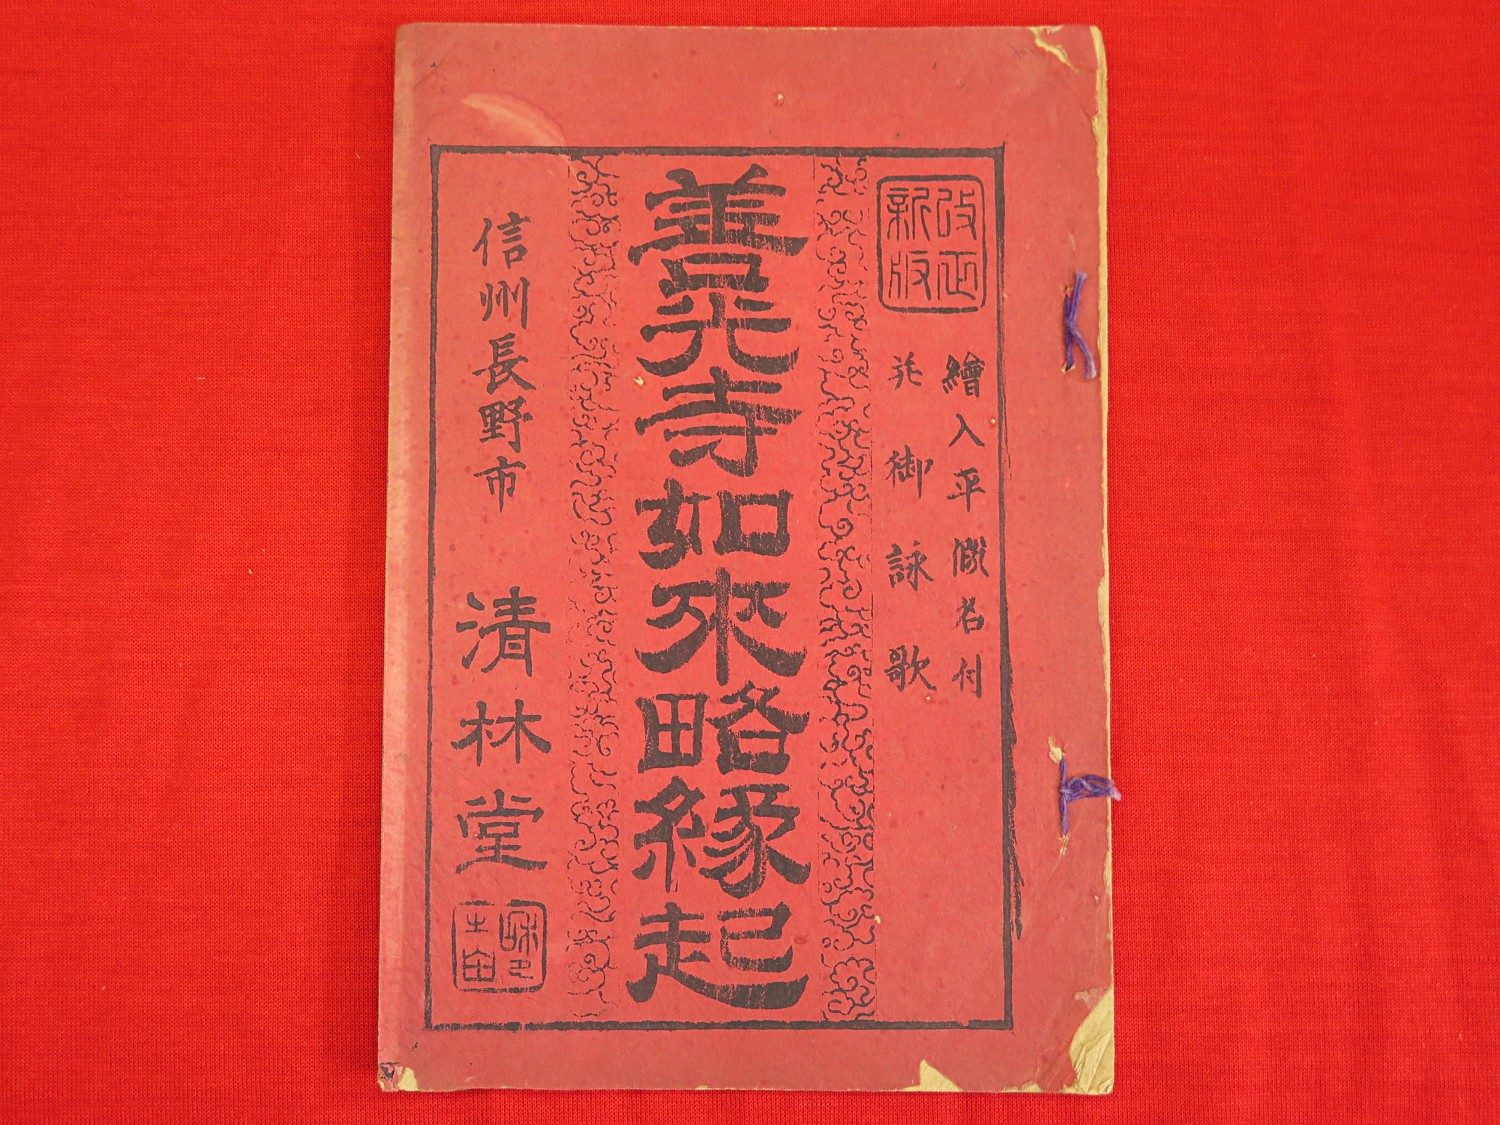 改正
新版
繪入平假名付
并御詠歌
善光寺如來略縁起
信州長野市　清林堂